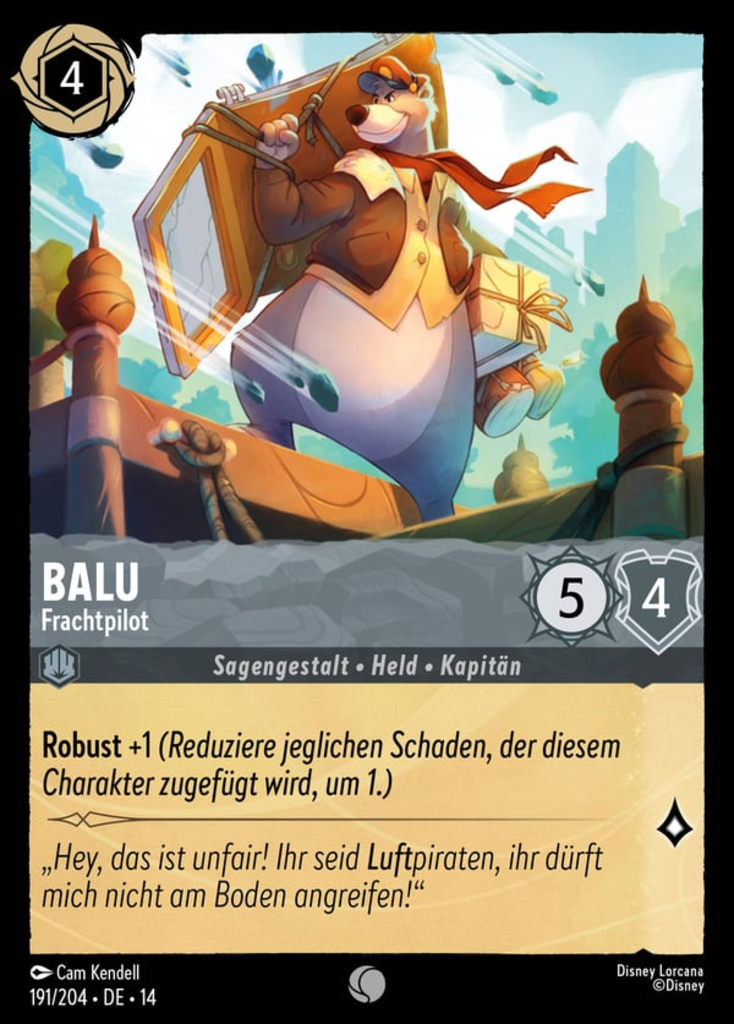 4
BALU
Frachtpilot
5
4
Sagengestalt • Held • Kapitän
Robust +1 (Reduziere jeglichen Schaden, der diesem
Charakter zugefügt wird, um 1.)
„Hey, das ist unfair! Ihr seid Luftpiraten, ihr dürft
mich nicht am Boden angreifen!“
Cam Kendell
191/204 • DE • 14
Disney Lorcana
©Disney